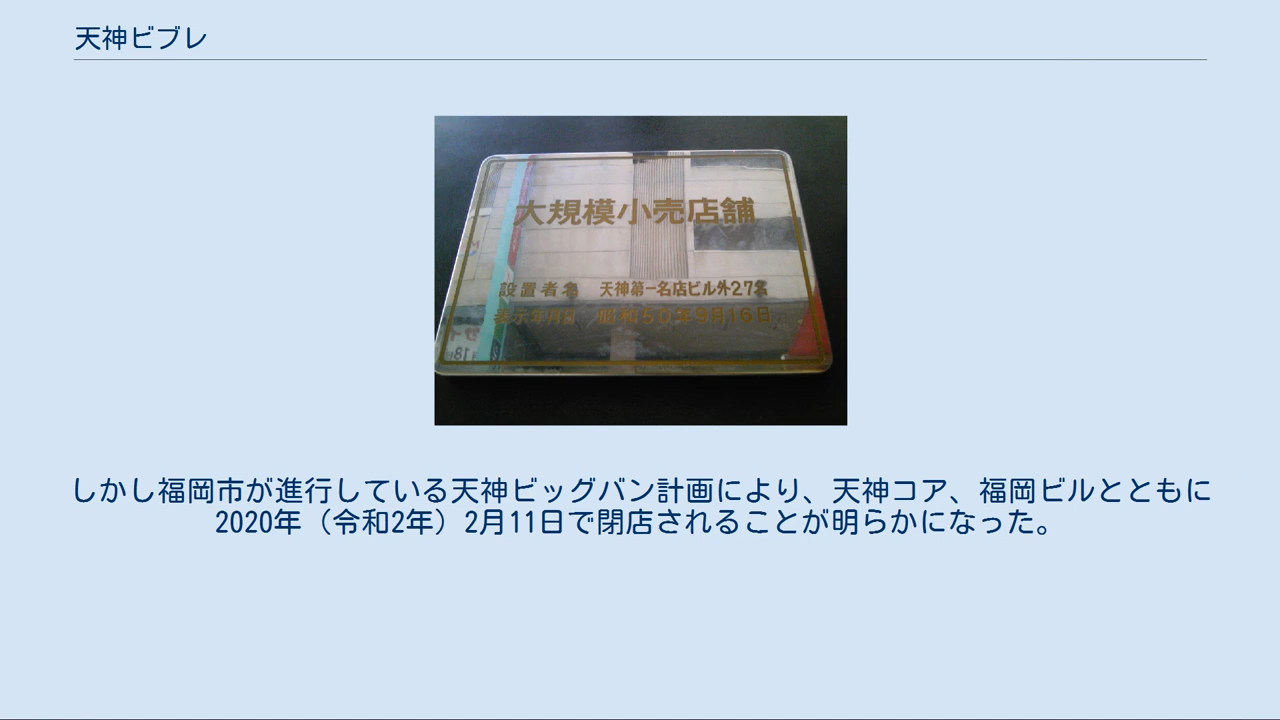 天神ビブレ
大規模小売店舗
設置者名 天神第一名店ビル外27名
表示年月日 昭和50年9月16日
しかし福岡市が進行している天神ビッグバン計画により、天神コア、福岡ビルとともに
2020年（令和2年）2月11日で閉店されることが明らかになった。